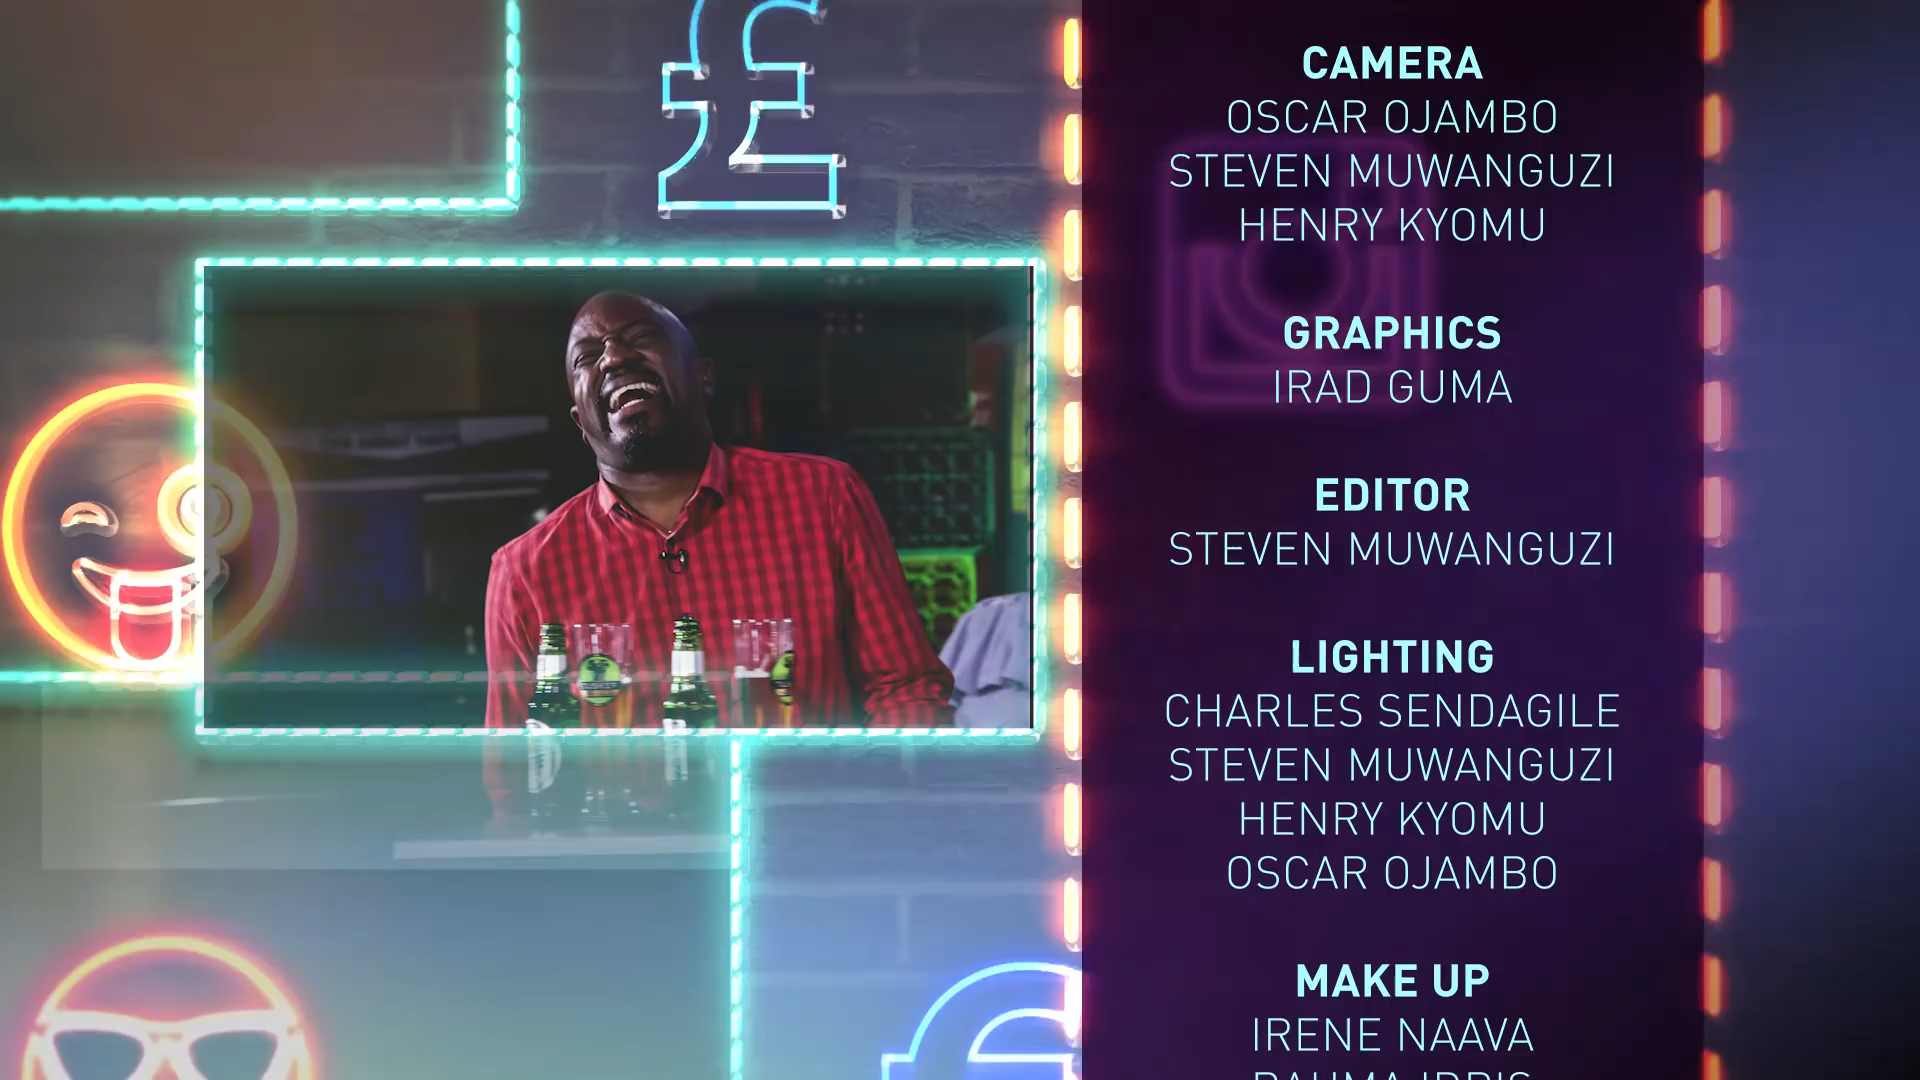 CAMERA
OSCAR OJAMBO
STEVEN MUWANGUZI
HENRY KYOMU
GRAPHICS
IRAD GUMA
EDITOR
STEVEN MUWANGUZI
LIGHTING
CHARLES SENDAGILE
STEVEN MUWANGUZI
HENRY KYOMU
OSCAR OJAMBO
MAKE UP
IRENE NAAVA